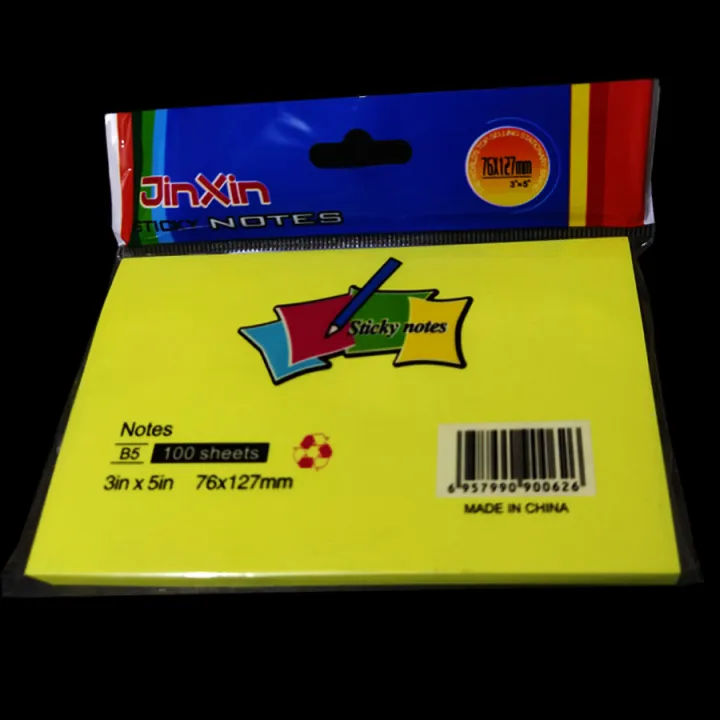 JinXin
STICKY NOTES
76X127mm
3"×5"
Sticky notes
Notes
B5 100 sheets
3in x 5in 76x127mm
6 957990 900626
MADE IN CHINA